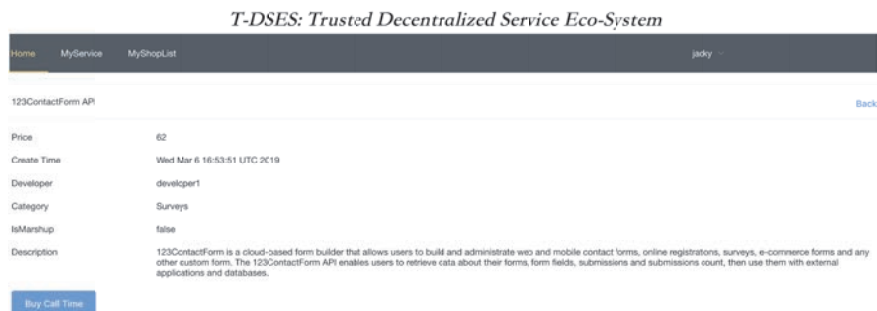 T-DSES: Trusted Decentralized Service Eco-System
Home MyService MyShopList jacky
123ContactForm API Back
Price 62
Create Time Wed Mar 6 16:53:51 UTC 2019
Developer developer1
Category Surveys
IsMarshup false
Description 123ContactForm is a cloud-based form builder that allows users to build and administrate web and mobile contact forms, online registratons, surveys, e-commerce forms and any
other custom form. The 123ContactForm API enables users to retrieve data about their forms, form fields, submissions and submissions count, then use them with external
applications and databases.
Buy Call Time